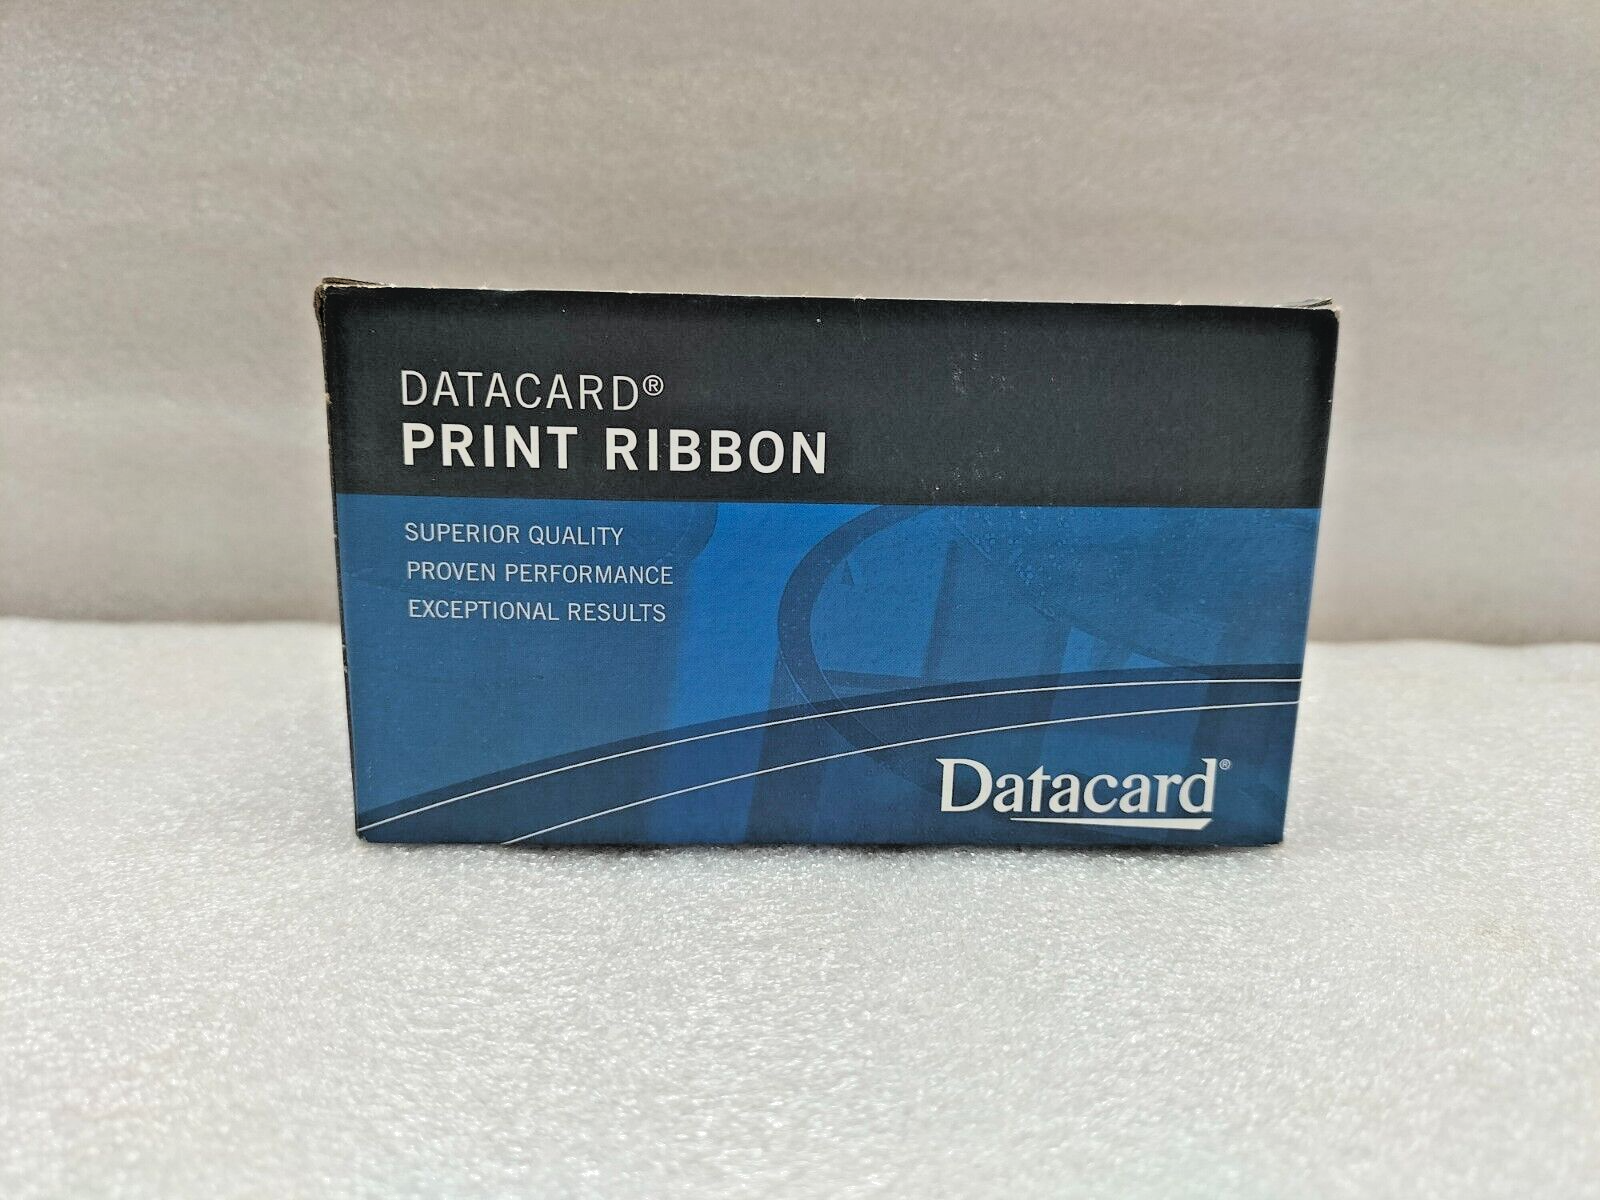 DATACARD®
PRINT RIBBON
SUPERIOR QUALITY
PROVEN PERFORMANCE
EXCEPTIONAL RESULTS
Datacard®